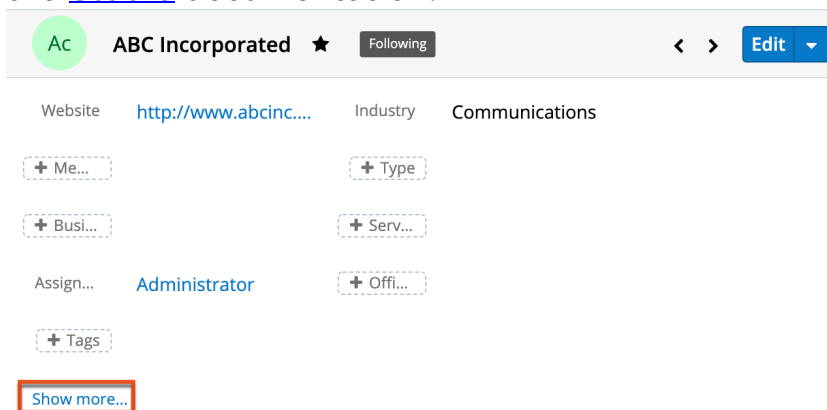 Ac ABC Incorporated ★ Following < > Edit
Website http://www.abcinc.... Industry Communications
+ Me... + Type
+ Busi... + Serv...
Assign... Administrator + Offi...
+ Tags
Show more...